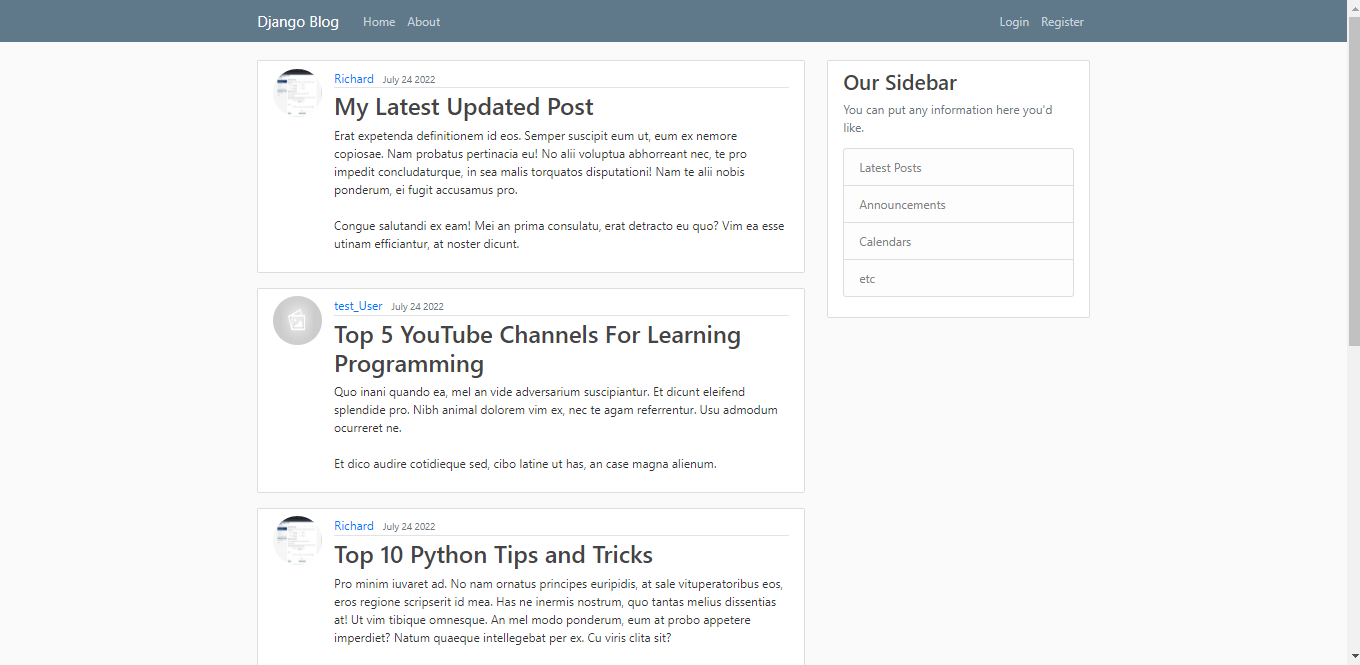 Django Blog Home About Login Register
Richard July 24 2022
My Latest Updated Post
Erat expetenda definitionem id eos. Semper suscipit eum ut, eum ex nemore
copiosae. Nam probatus pertinacia eu! No alii voluptua abhorreant nec, te pro
impedit concludaturque, in sea malis torquatos disputationi! Nam te alii nobis
ponderum, ei fugit accusamus pro.
Congue salutandi ex eam! Mei an prima consulatu, erat detracto eu quo? Vim ea esse
utinam efficiantur, at noster dicunt.
test_User July 24 2022
Top 5 YouTube Channels For Learning
Programming
Quo inani quando ea, mel an vide adversarium suscipiantur. Et dicunt eleifend
splendide pro. Nibh animal dolorem vim ex, nec te agam referrentur. Usu admodum
ocurreret ne.
Et dico audire cotidieque sed, cibo latine ut has, an case magna alienum.
Richard July 24 2022
Top 10 Python Tips and Tricks
Pro minim iuvaret ad. No nam ornatus principes euripidis, at sale vituperatoribus eos,
eros regione scripserit id mea. Has ne inermis nostrum, quo tantas melius dissentias
at! Ut vim tibique omnesque. An mel modo ponderum, eum at probo appetere
imperdiet? Natum quaeque intellegebat per ex. Cu viris clita sit?
Our Sidebar
You can put any information here you'd
like.
Latest Posts
Announcements
Calendars
etc